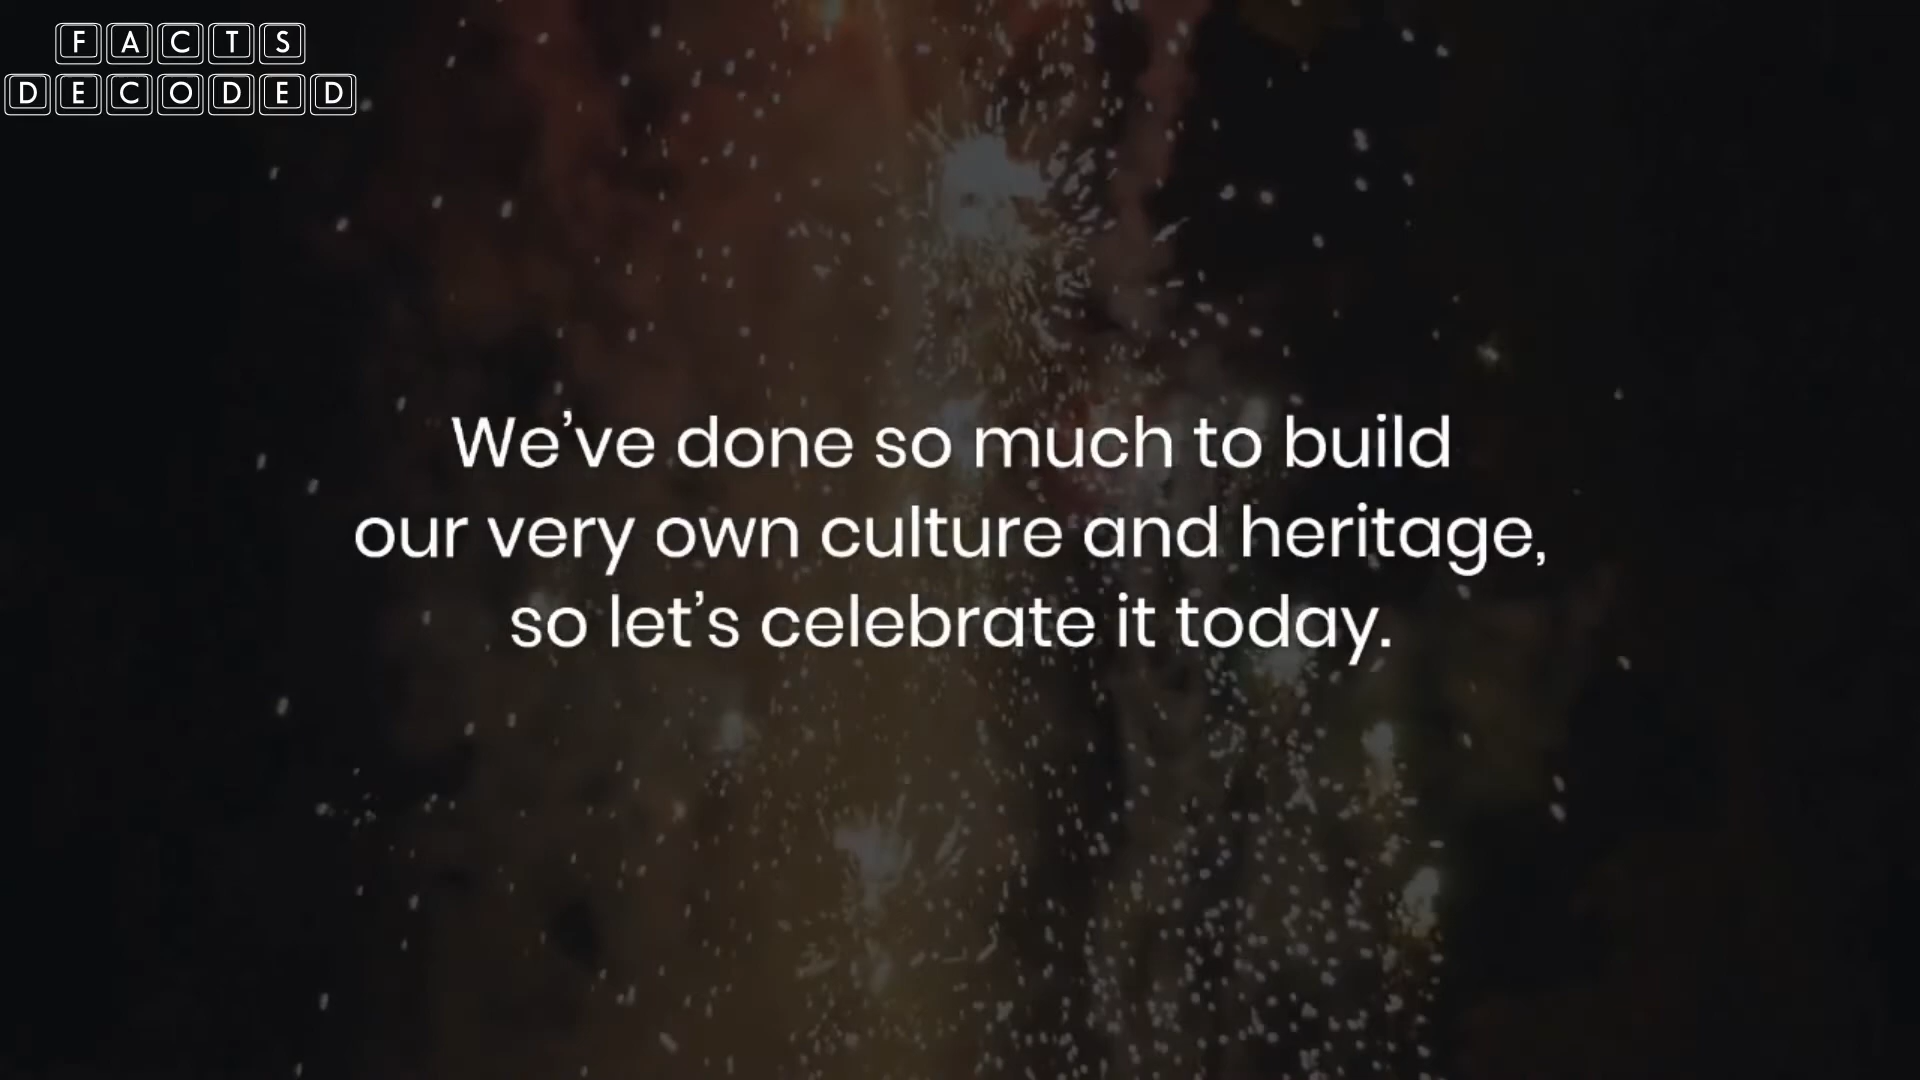 FACTS
DECODED
We’ve done so much to build
our very own culture and heritage,
so let’s celebrate it today.